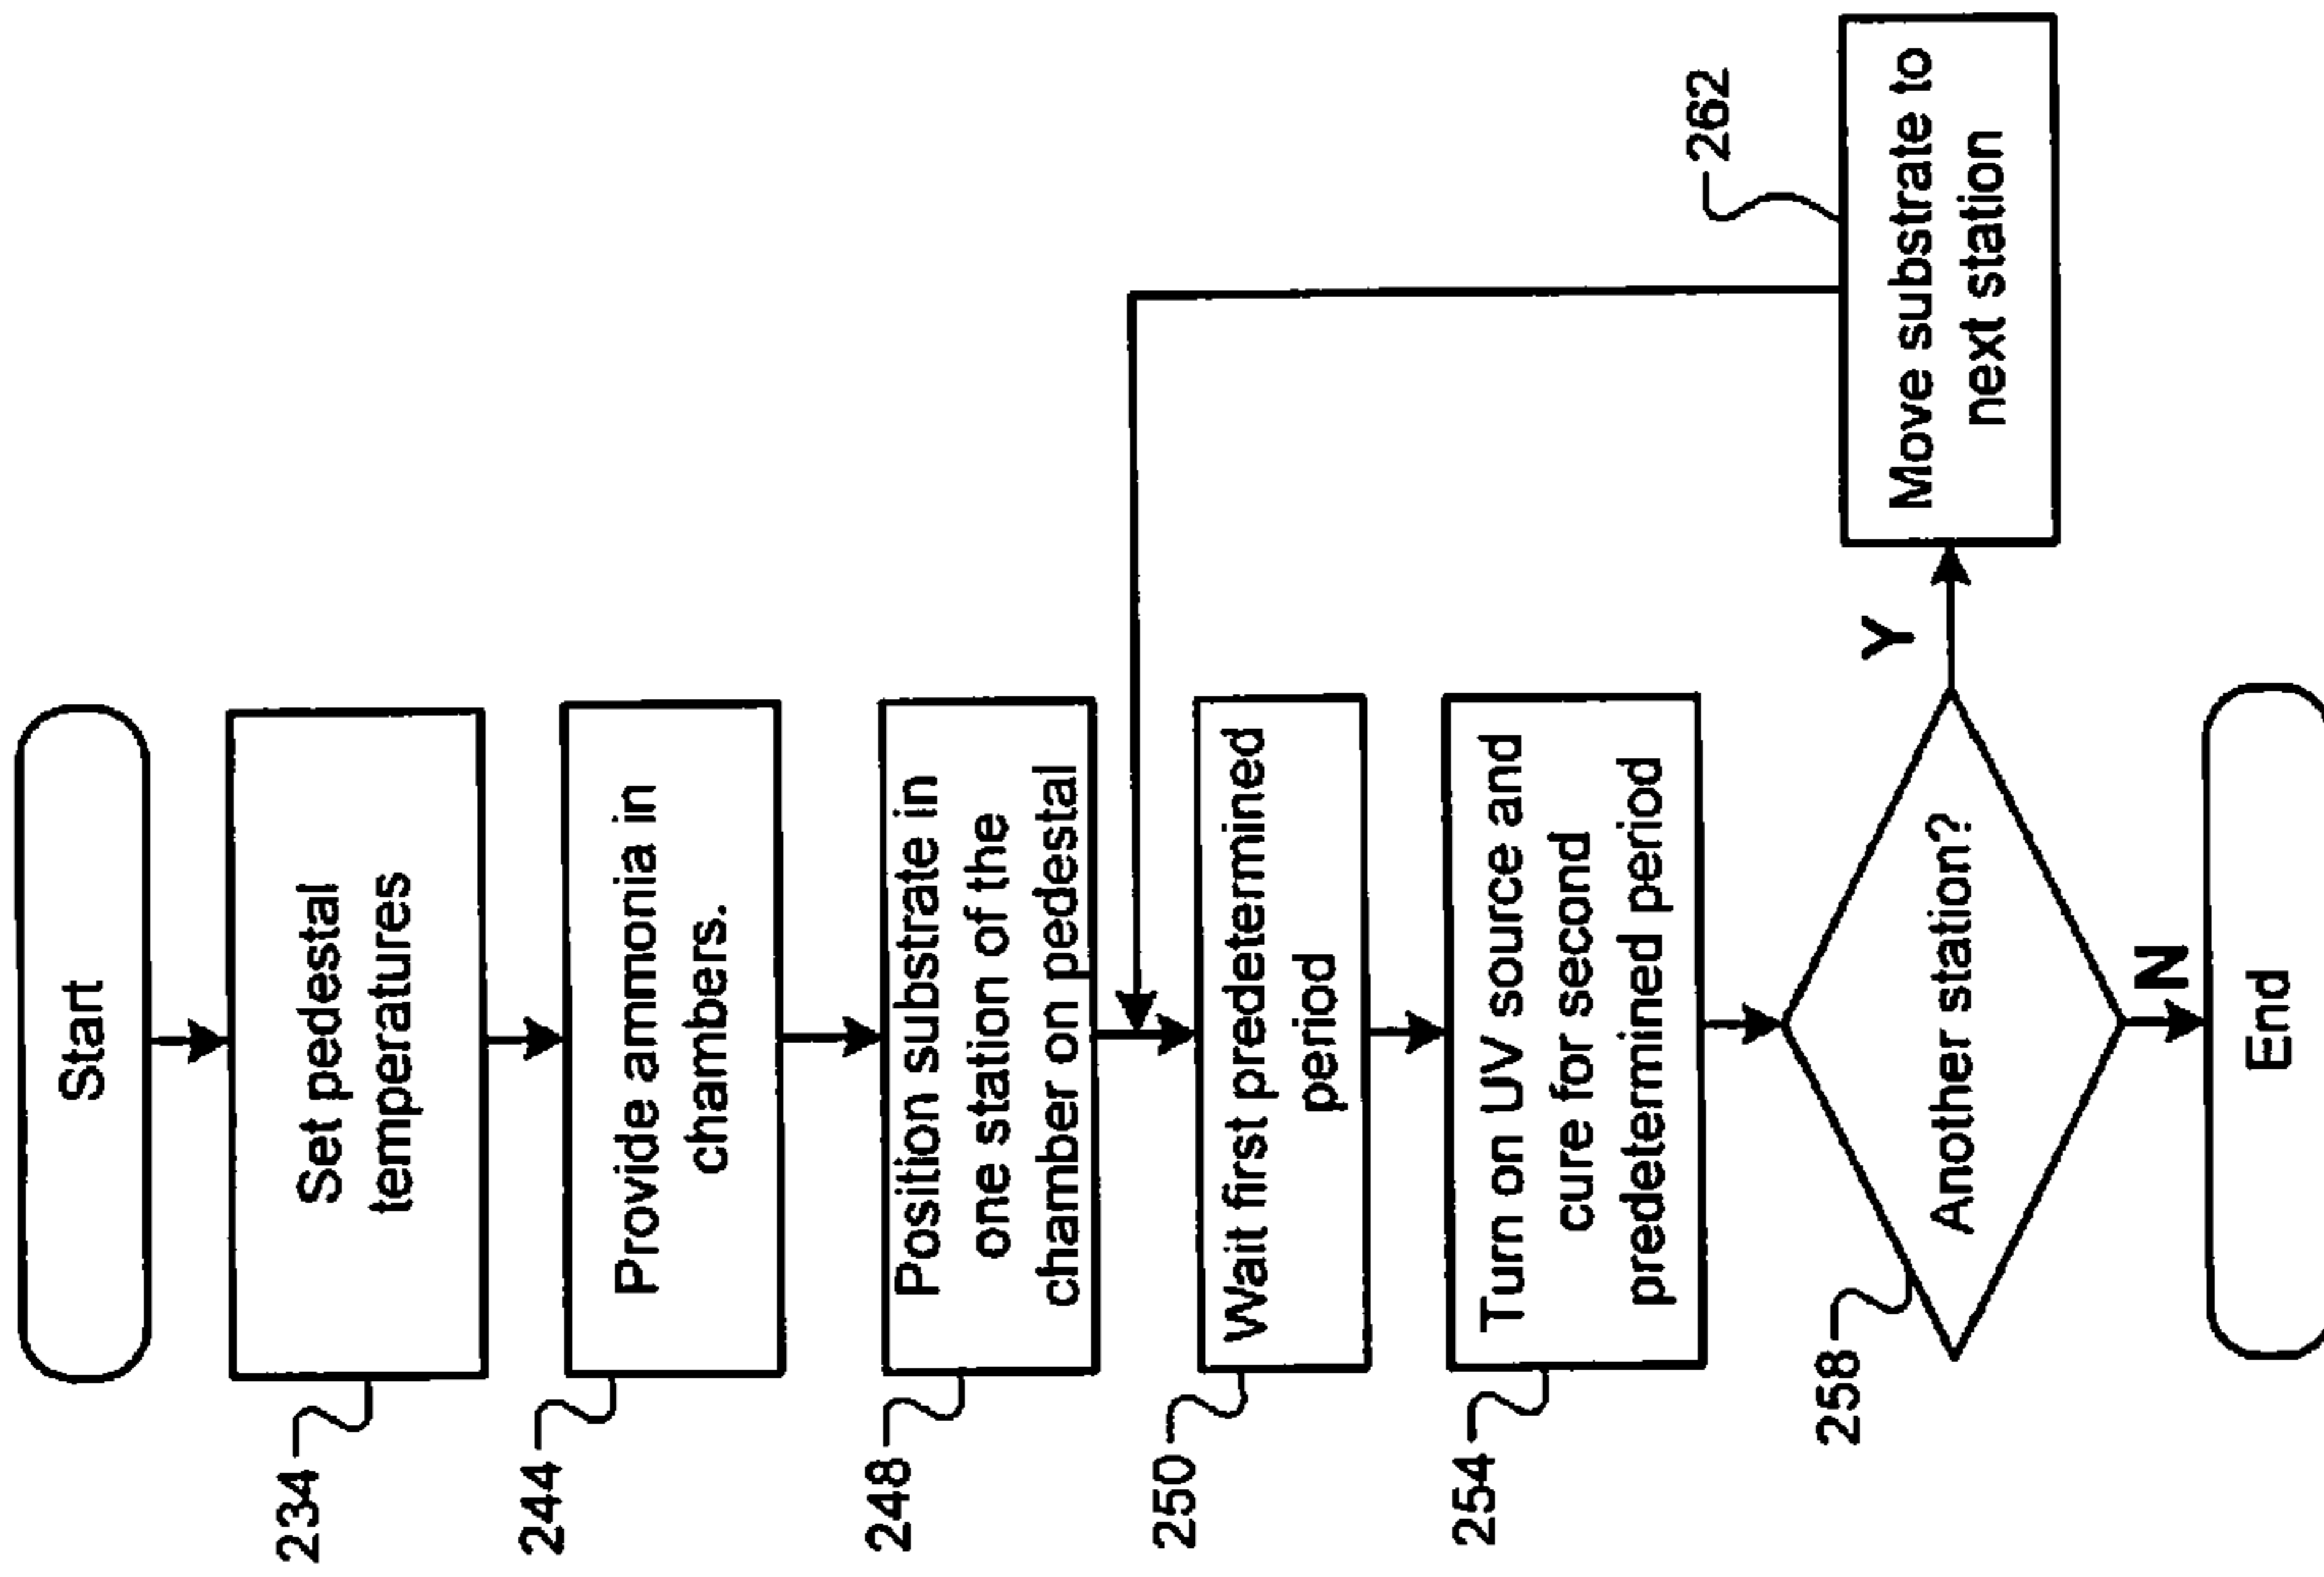 Start
234
Set pedestal
temperatures
244
Provide ammonia in
chambers.
248
Position substrate in
one station of the
chamber on pedestal
250
Wait first predetermined
period
254
Turn on UV source and
cure for second
predetermined period
258
Another station?
Y
262
Move substrate to
next station
N
End